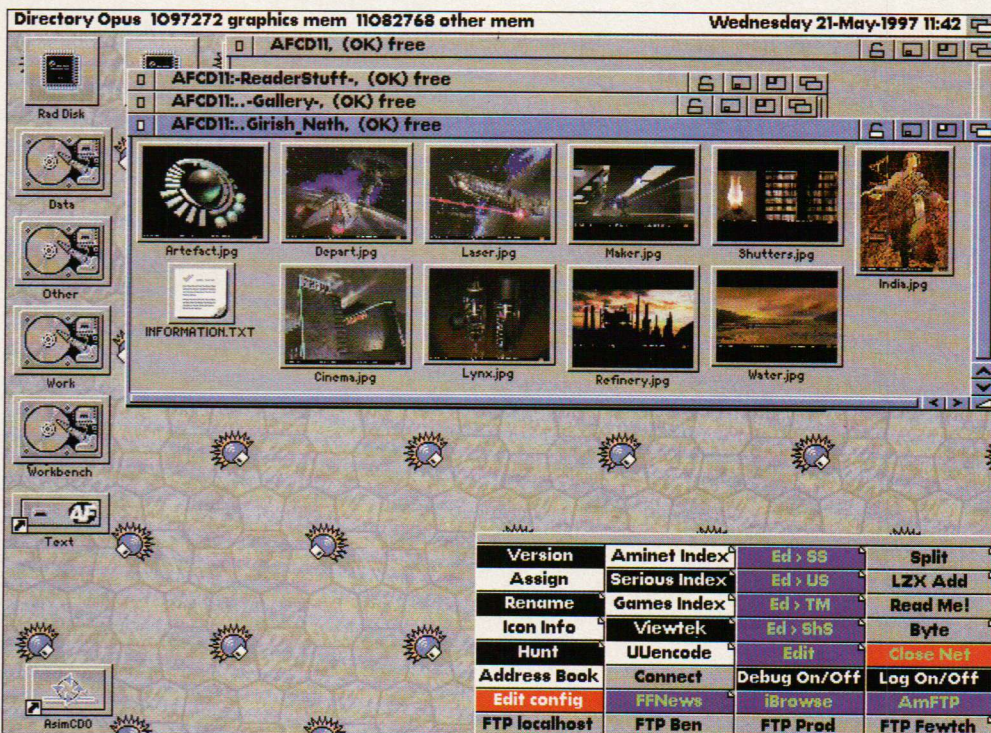 Directory Opus 1097272 graphics mem 11082768 other mem
Wednesday 21-May-1997 11:42
AFCD11, (OK) free
AFCD11:-ReaderStuff-, (OK) free
AFCD11:..-Gallery-, (OK) free
AFCD11:..Girish_Nath, (OK) free
Rad Disk
Data
Other
Work
Workbench
Text
AF
AsimCD0
Artefact.jpg
Depart.jpg
Laser.jpg
Maker.jpg
Shutters.jpg
India.jpg
INFORMATION.TXT
Cinema.jpg
Lynx.jpg
Refinery.jpg
Water.jpg
Version Aminet Index Ed > SS Split
Assign Serious Index Ed > US LZX Add
Rename Games Index Ed > TM Read Me!
Icon Info Viewtek Ed > ShS Byte
Hunt UUencode Edit Close Net
Address Book Connect Debug On/Off Log On/Off
Edit config FFNews iBrowse AmFTP
FTP localhost FTP Ben FTP Prod FTP Fewtch